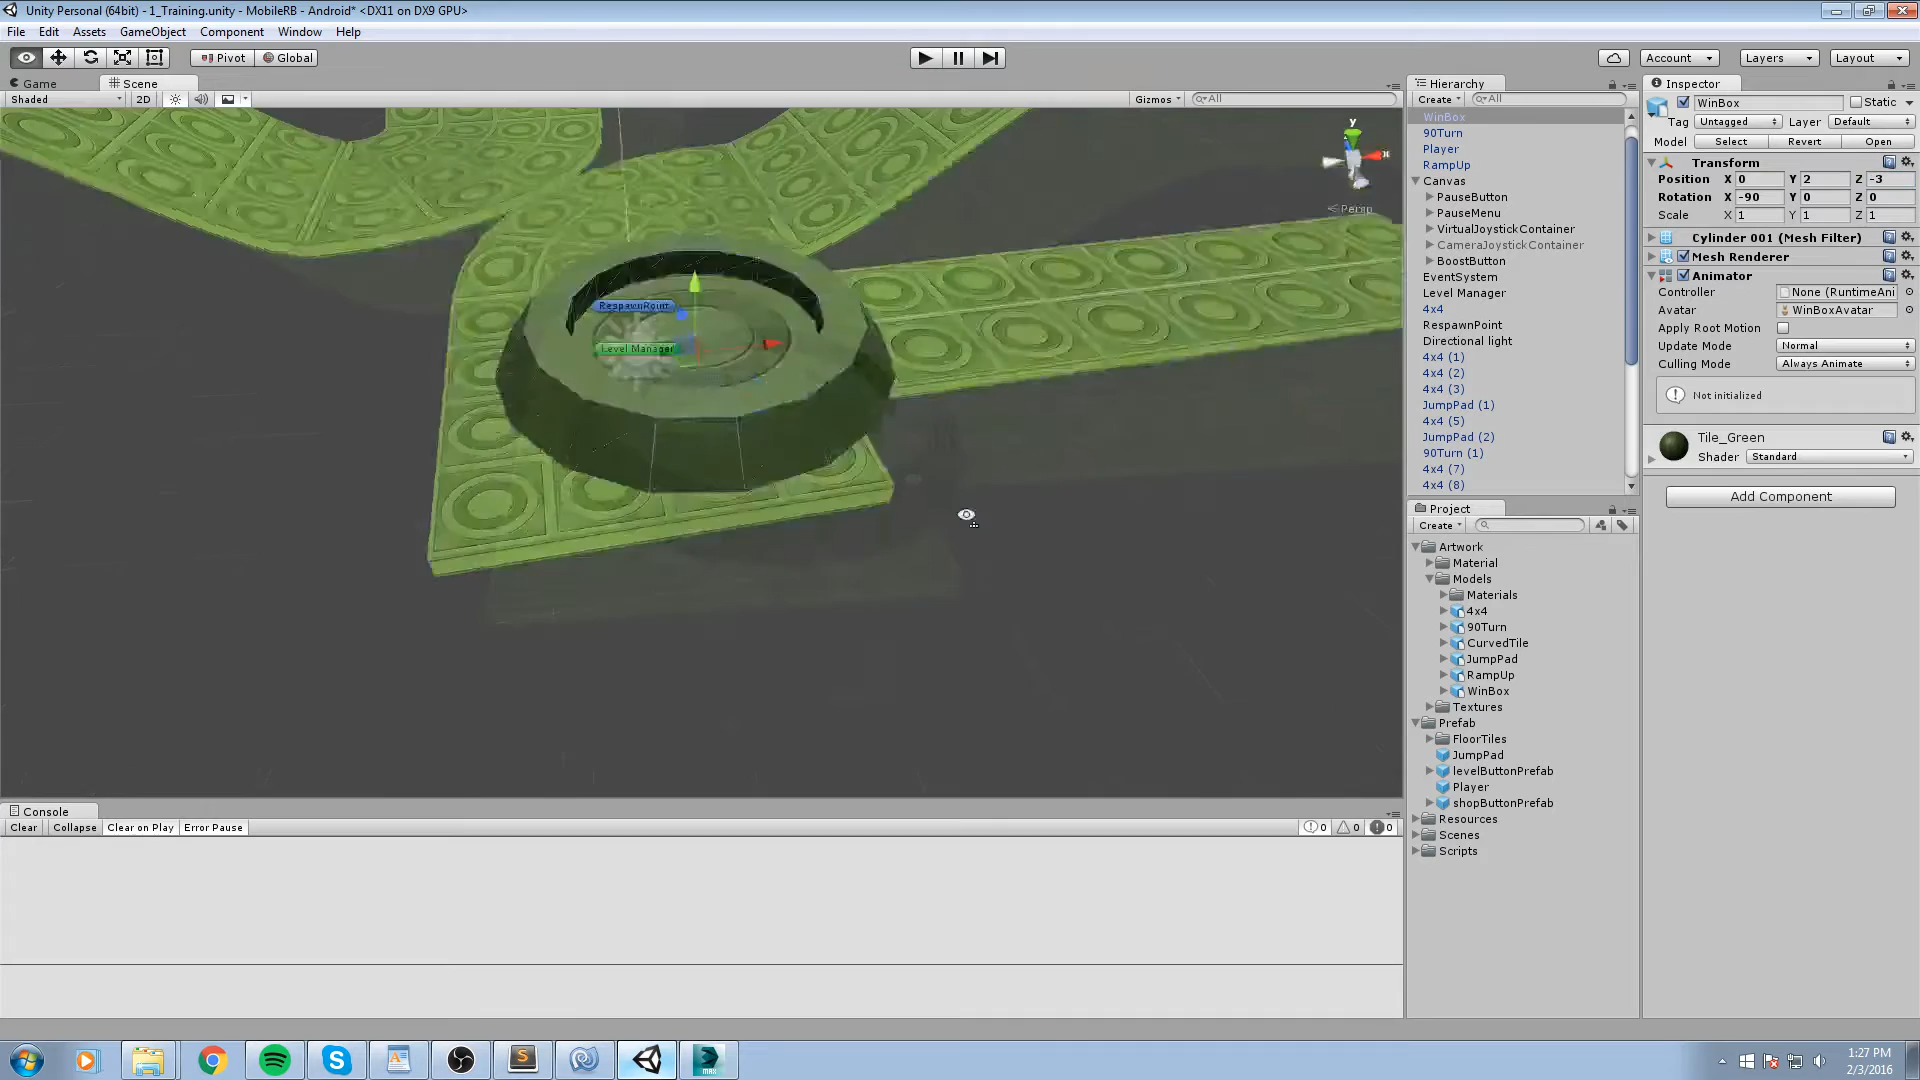 Unity Personal (64bit) - 1_Training.unity - MobileRB - Android* <DX11 on DX9 GPU>
File Edit Assets GameObject Component Window Help
Pivot Global Account Layers Layout
Game Scene
Shaded 2D Gizmos All
y
x
Persp
RespawnPoint
Level Manager
Hierarchy
Create All
WinBox
90Turn
Player
RampUp
Canvas
PauseButton
PauseMenu
VirtualJoystickContainer
CameraJoystickContainer
BoostButton
EventSystem
Level Manager
4x4
RespawnPoint
Directional light
4x4 (1)
4x4 (2)
4x4 (3)
JumpPad (1)
4x4 (5)
JumpPad (2)
90Turn (1)
4x4 (7)
4x4 (8)
Project
Create
Artwork
Material
Models
Materials
4x4
90Turn
CurvedTile
JumpPad
RampUp
WinBox
Textures
Prefab
FloorTiles
JumpPad
levelButtonPrefab
Player
shopButtonPrefab
Resources
Scenes
Scripts
Inspector
WinBox Static
Tag Untagged Layer Default
Model Select Revert Open
Transform
Position X 0 Y 2 Z -3
Rotation X -90 Y 0 Z 0
Scale X 1 Y 1 Z 1
Cylinder 001 (Mesh Filter)
Mesh Renderer
Animator
Controller None (RuntimeAni
Avatar WinBoxAvatar
Apply Root Motion
Update Mode Normal
Culling Mode Always Animate
Not initialized
Tile_Green
Shader Standard
Add Component
Console
Clear Collapse Clear on Play Error Pause 0 0 0
1:27 PM
2/3/2016